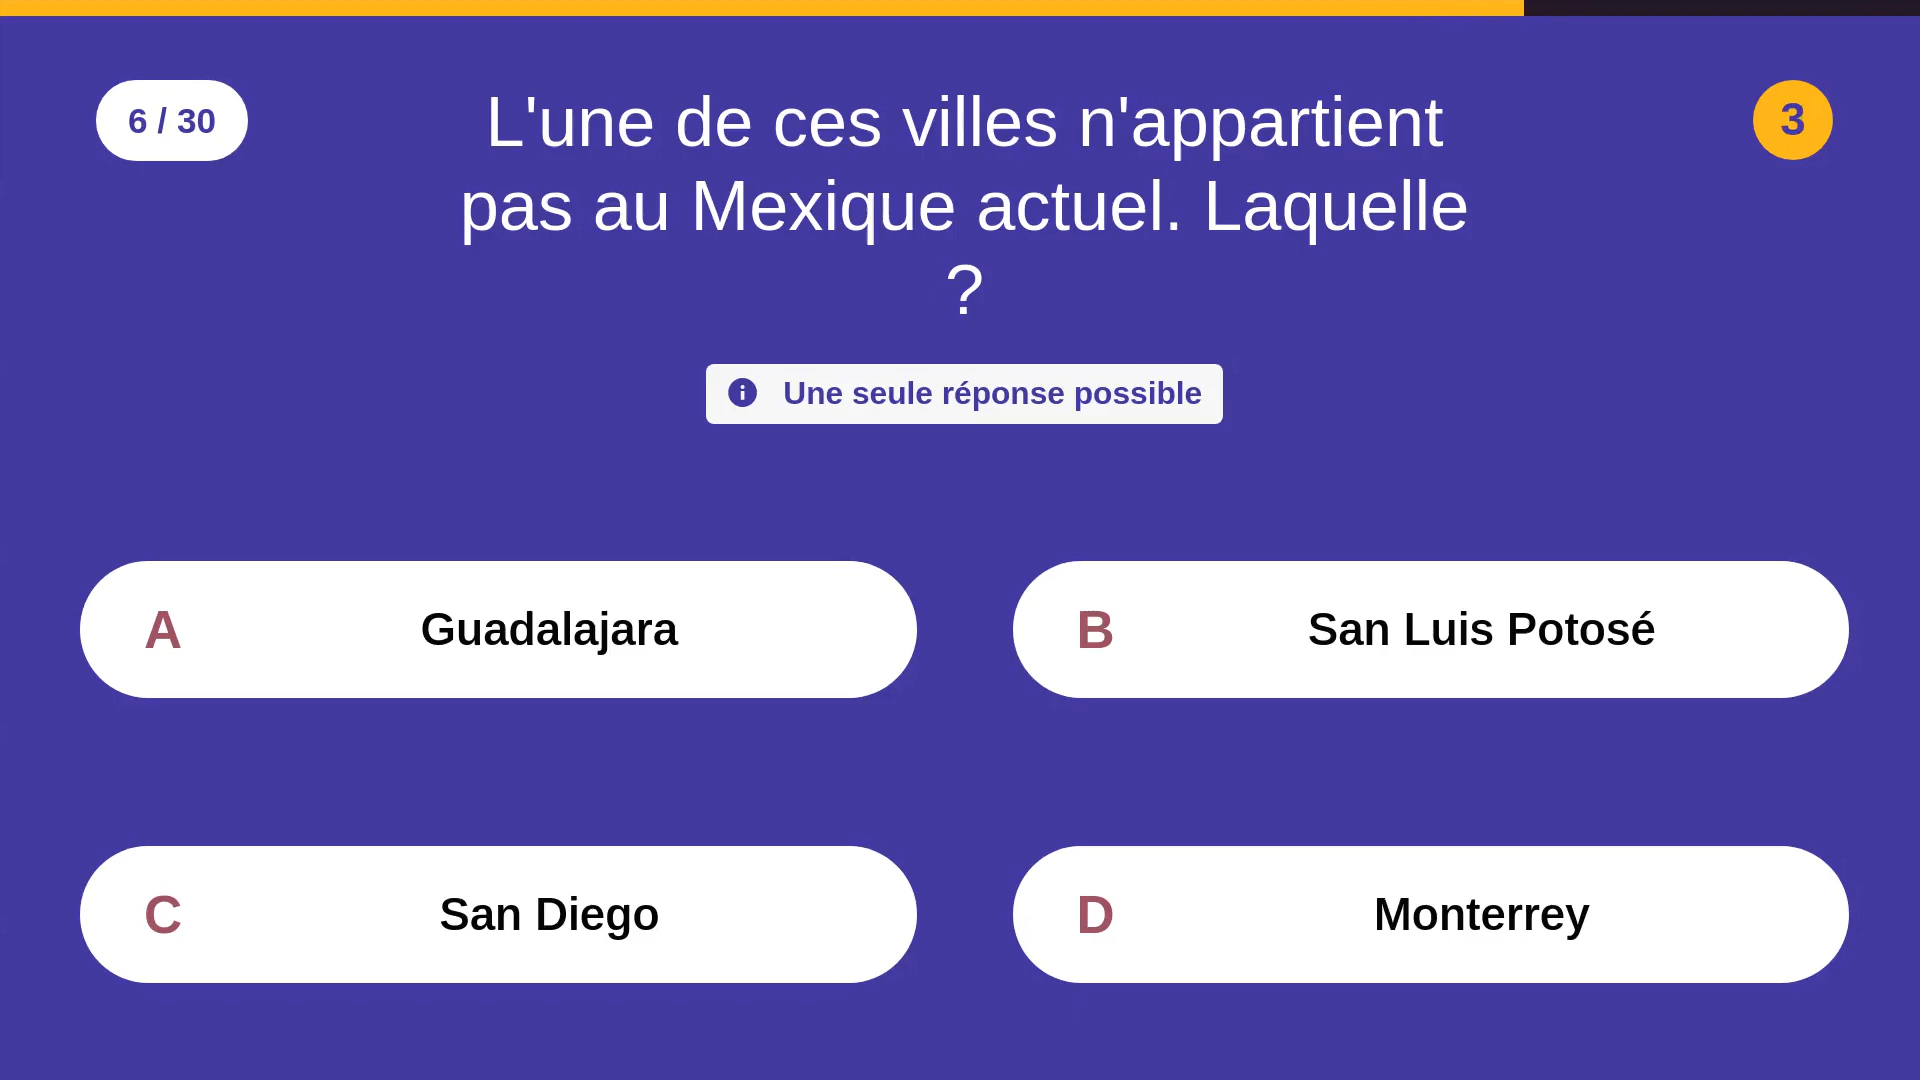 6 / 30
L'une de ces villes n'appartient
pas au Mexique actuel. Laquelle
?
3
Une seule réponse possible
A Guadalajara
B San Luis Potosé
C San Diego
D Monterrey